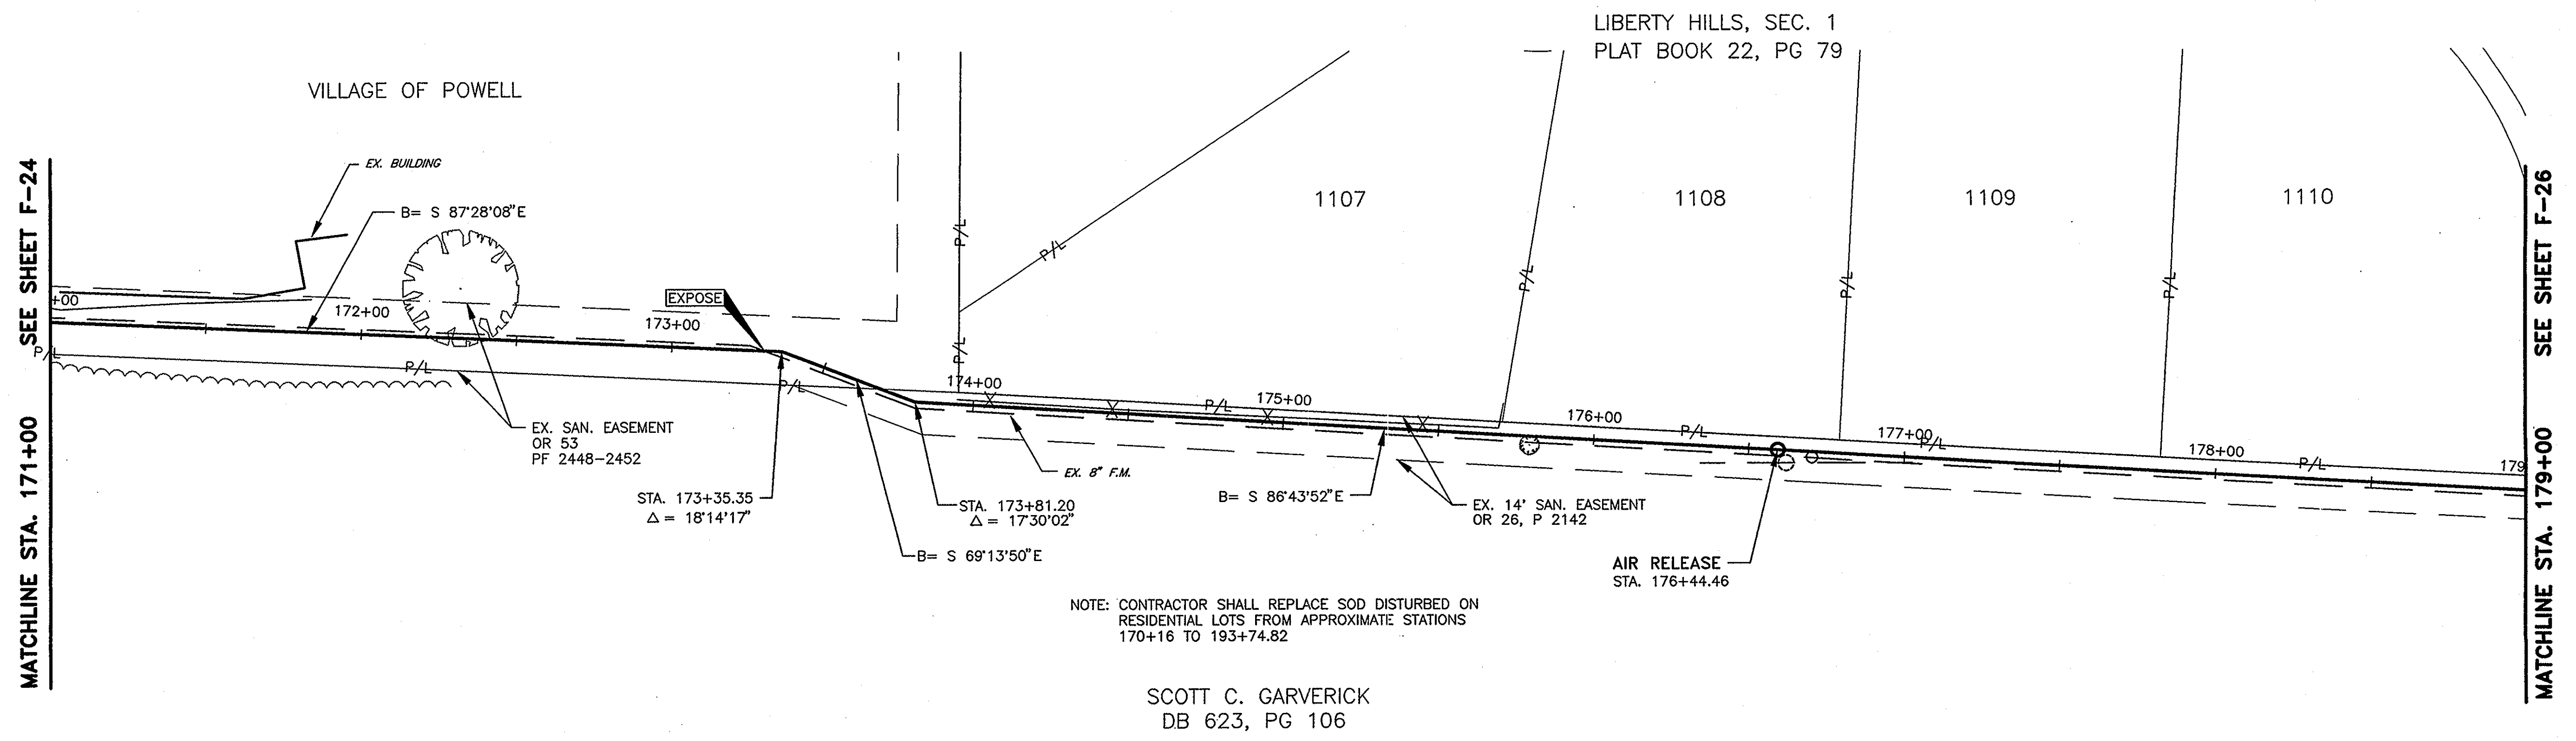 LIBERTY HILLS, SEC. 1
PLAT BOOK 22, PG 79
VILLAGE OF POWELL
EX. BUILDING
B= S 87°28'08"E
1107
1108
1109
1110
P/L
P/L
P/L
P/L
P/L
EXPOSE
+00
172+00
173+00
P/L
P/L
P/L
P/L
174+00
X
X
P/L
175+00
X
X
176+00
P/L
177+00
P/L
178+00
P/L
179
EX. SAN. EASEMENT
OR 53
PF 2448-2452
EX. 8" F.M.
STA. 173+35.35
Δ = 18°14'17"
STA. 173+81.20
Δ = 17°30'02"
B= S 69°13'50"E
B= S 86°43'52"E
EX. 14' SAN. EASEMENT
OR 26, P 2142
AIR RELEASE
STA. 176+44.46
NOTE: CONTRACTOR SHALL REPLACE SOD DISTURBED ON
RESIDENTIAL LOTS FROM APPROXIMATE STATIONS
170+16 TO 193+74.82
SCOTT C. GARVERICK
DB 623, PG 106
MATCHLINE STA. 171+00 SEE SHEET F-24
MATCHLINE STA. 179+00 SEE SHEET F-26